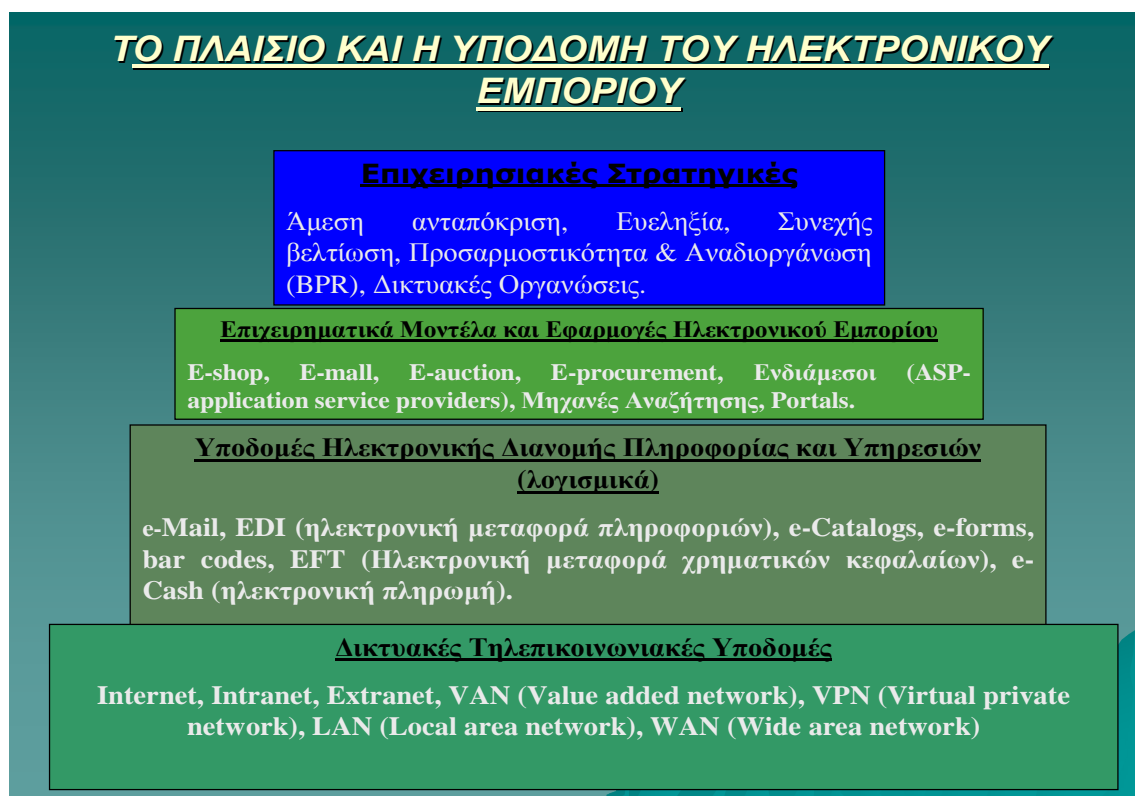 ΤΟ ΠΛΑΙΣΙΟ ΚΑΙ Η ΥΠΟΔΟΜΗ ΤΟΥ ΗΛΕΚΤΡΟΝΙΚΟΥ
ΕΜΠΟΡΙΟΥ
Επιχειρησιακές Στρατηγικές
Άμεση ανταπόκριση, Ευεληξία, Συνεχής
βελτίωση, Προσαρμοστικότητα & Αναδιοργάνωση
(BPR), Δικτυακές Οργανώσεις.
Επιχειρηματικά Μοντέλα και Εφαρμογές Ηλεκτρονικού Εμπορίου
E-shop, E-mall, E-auction, E-procurement, Ενδιάμεσοι (ASP-
application service providers), Μηχανές Αναζήτησης, Portals.
Υποδομές Ηλεκτρονικής Διανομής Πληροφορίας και Υπηρεσιών
(λογισμικά)
e-Mail, EDI (ηλεκτρονική μεταφορά πληροφοριών), e-Catalogs, e-forms,
bar codes, EFT (Ηλεκτρονική μεταφορά χρηματικών κεφαλαίων), e-
Cash (ηλεκτρονική πληρωμή).
Δικτυακές Τηλεπικοινωνιακές Υποδομές
Internet, Intranet, Extranet, VAN (Value added network), VPN (Virtual private
network), LAN (Local area network), WAN (Wide area network)